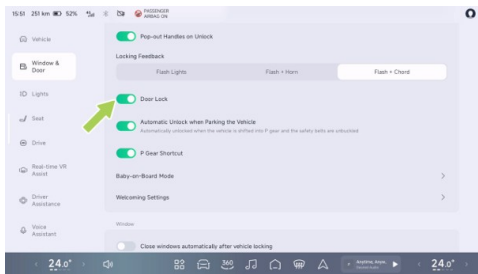 15:51 251 km 52%
PASSENGER
AIRBAG ON
Vehicle
Window &
Door
Lights
Seat
Drive
Real-time VR
Assist
Driver
Assistance
Voice
Assistant
Pop-out Handles on Unlock
Locking Feedback
Flash Lights Flash + Horn Flash + Chord
Door Lock
Automatic Unlock when Parking the Vehicle
Automatically unlocked when the vehicle is shifted into P gear and the safety belts are unbuckled
P Gear Shortcut
Baby-on-Board Mode
Welcoming Settings
Window
Close windows automatically after vehicle locking
24.0° 360 24.0°